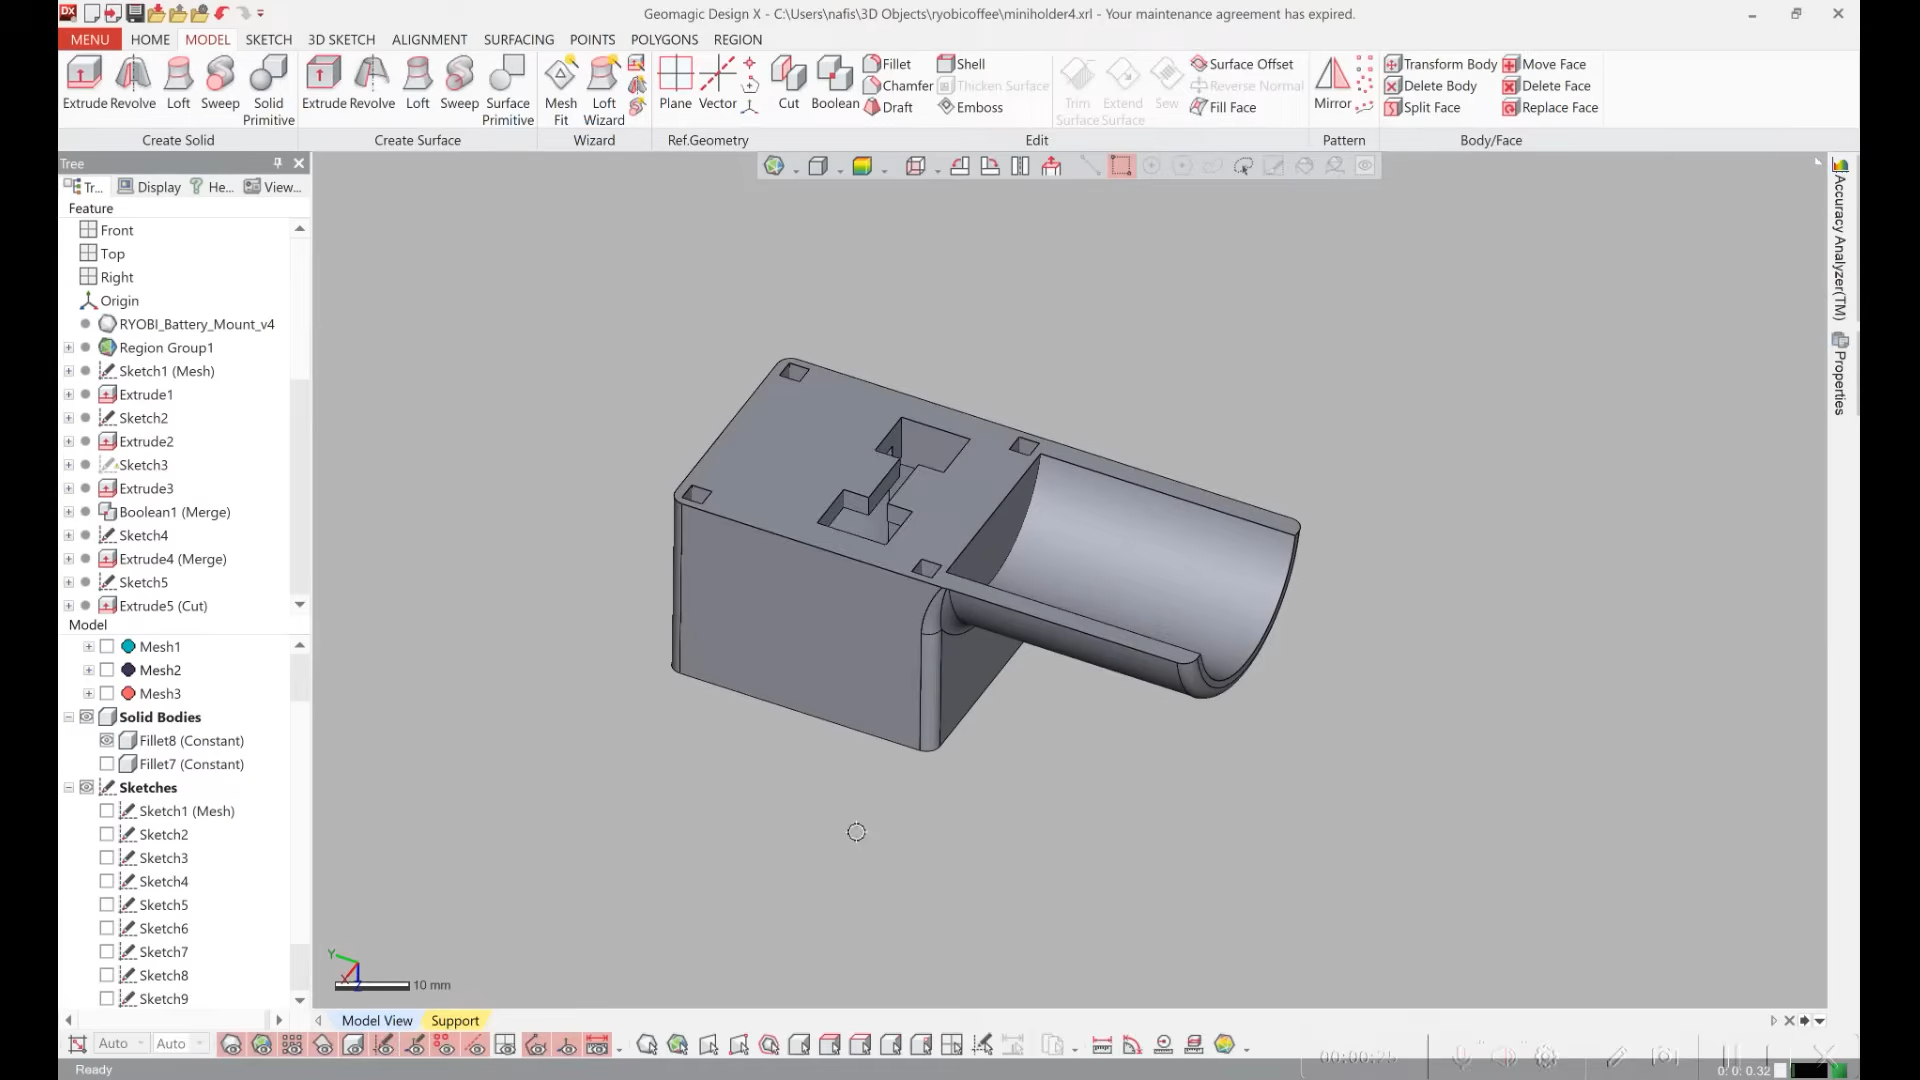 Geomagic Design X - C:\Users\nafis\3D Objects\ryobicoffee\miniholder4.xrl - Your maintenance agreement has expired.
MENU HOME MODEL SKETCH 3D SKETCH ALIGNMENT SURFACING POINTS POLYGONS REGION
Extrude Revolve Loft Sweep Solid Primitive
Create Solid
Extrude Revolve Loft Sweep Surface Primitive
Create Surface
Mesh Fit Loft Wizard
Wizard
Plane Vector
Ref.Geometry
Cut Boolean
Fillet Shell
Chamfer Thicken Surface
Draft Emboss
Trim Surface Extend Surface Sew
Surface Offset
Reverse Normal
Fill Face
Edit
Mirror
Pattern
Transform Body Move Face
Delete Body Delete Face
Split Face Replace Face
Body/Face
Tree
Tr... Display He... View...
Feature
Front
Top
Right
Origin
RYOBI_Battery_Mount_v4
Region Group1
Sketch1 (Mesh)
Extrude1
Sketch2
Extrude2
Sketch3
Extrude3
Boolean1 (Merge)
Sketch4
Extrude4 (Merge)
Sketch5
Extrude5 (Cut)
Model
Mesh1
Mesh2
Mesh3
Solid Bodies
Fillet8 (Constant)
Fillet7 (Constant)
Sketches
Sketch1 (Mesh)
Sketch2
Sketch3
Sketch4
Sketch5
Sketch6
Sketch7
Sketch8
Sketch9
Accuracy Analyzer(TM)
Properties
Y
X
Z
10 mm
Model View Support
Auto Auto
Ready
0: 0: 0.32